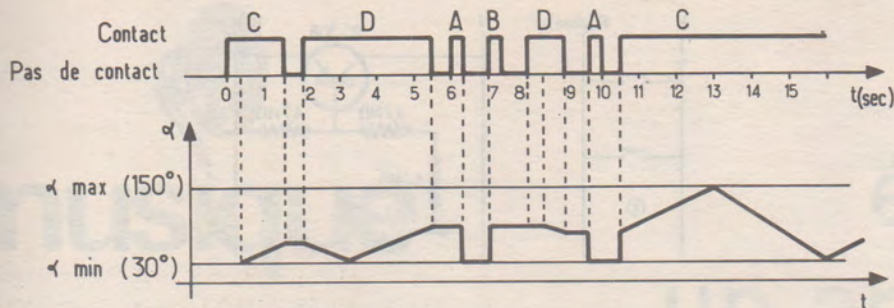 C D A B D A C
Contact
Pas de contact
0 1 2 3 4 5 6 7 8 9 10 11 12 13 14 15 t(sec)
α
α max (150°)
α min (30°)
t